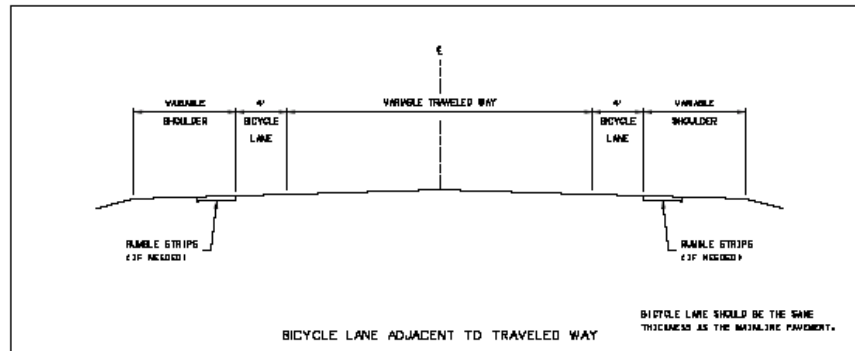 ℄
VARIABLE
SHOULDER
4'
BICYCLE
LANE
VARIABLE TRAVELED WAY
4'
BICYCLE
LANE
VARIABLE
SHOULDER
RUMBLE STRIPS
(IF NEEDED)
RUMBLE STRIPS
(IF NEEDED)
BICYCLE LANE ADJACENT TO TRAVELED WAY
BICYCLE LANE SHOULD BE THE SAME
THICKNESS AS THE MAINLINE PAVEMENT.